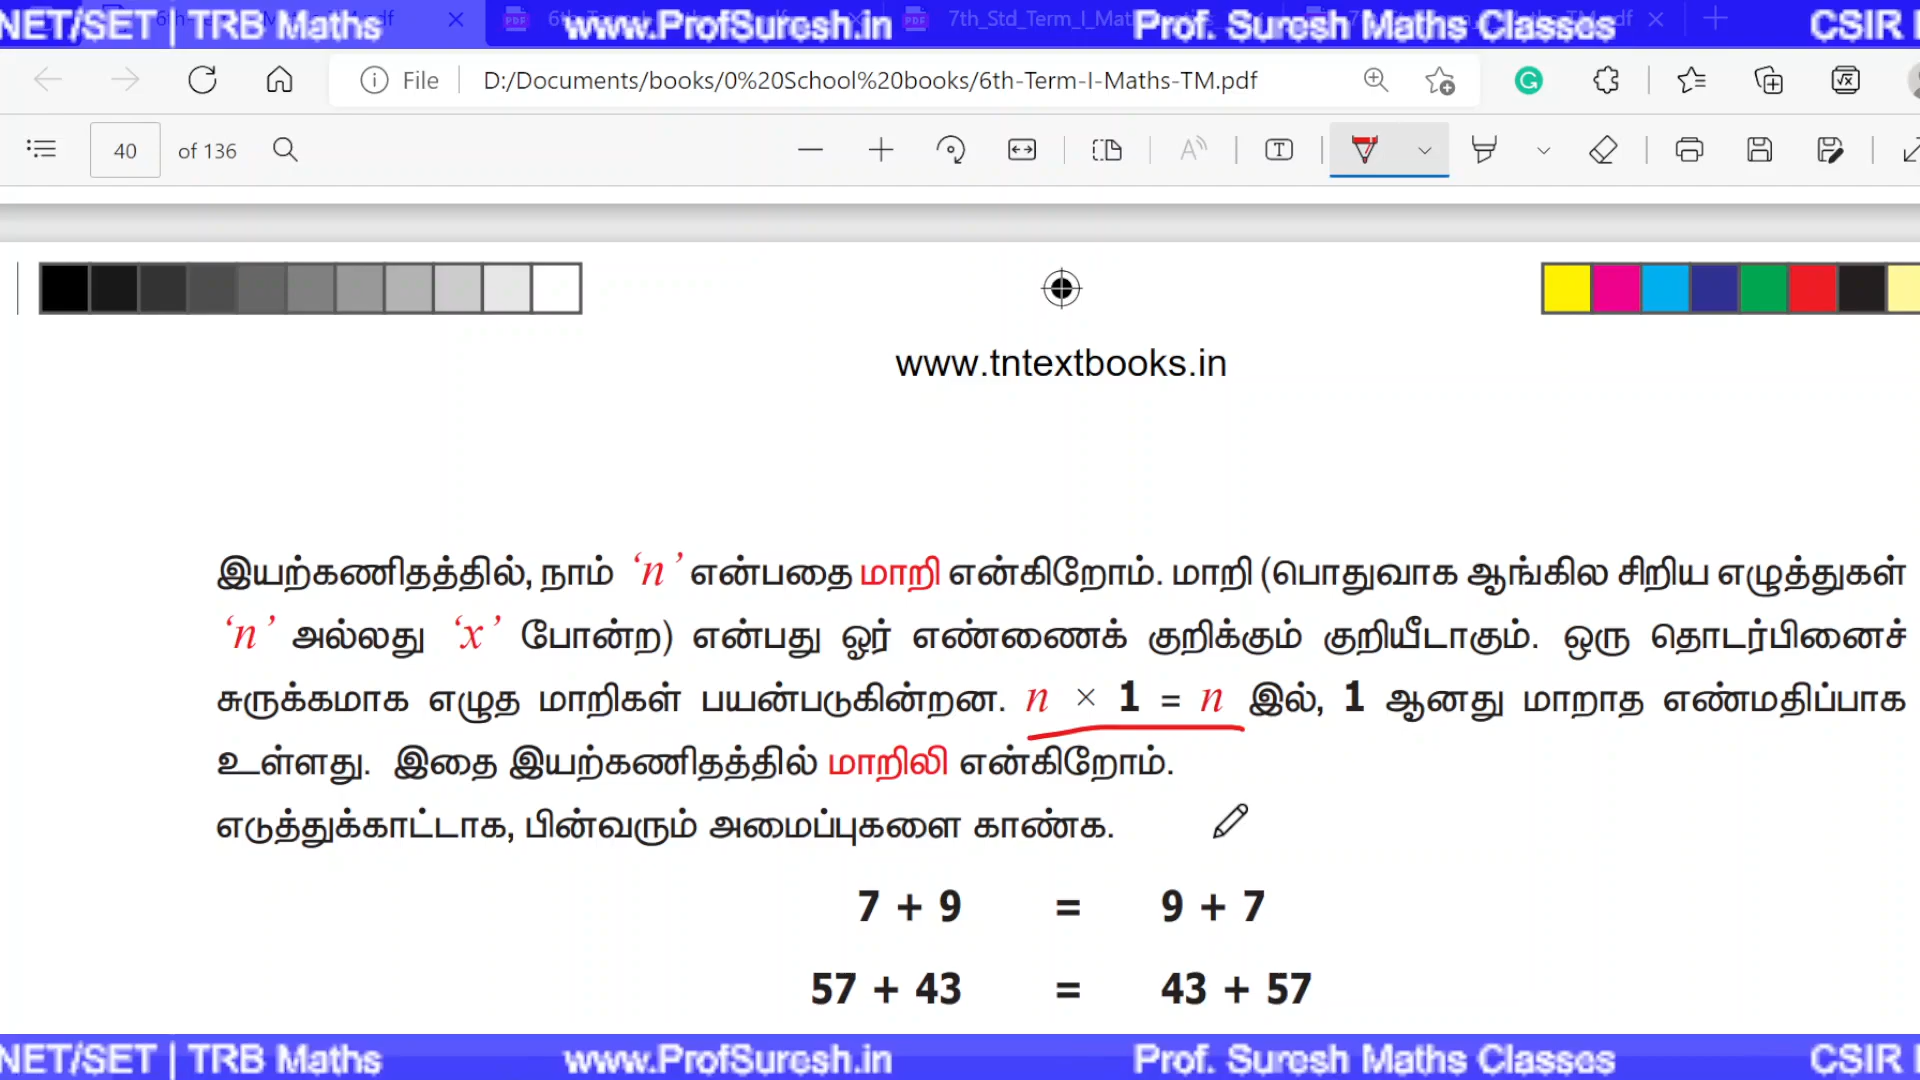 NET/SET | TRB Maths www.ProfSuresh.in Prof. Suresh Maths Classes CSIR
File D:/Documents/books/0%20School%20books/6th-Term-I-Maths-TM.pdf
40 of 136
www.tntextbooks.in
இயற்கணிதத்தில், நாம் ‘n’ என்பதை மாறி என்கிறோம். மாறி (பொதுவாக ஆங்கில சிறிய எழுத்துகள்
‘n’ அல்லது ‘x’ போன்ற) என்பது ஓர் எண்ணைக் குறிக்கும் குறியீடாகும். ஒரு தொடர்பினைச்
சுருக்கமாக எழுத மாறிகள் பயன்படுகின்றன. n × 1 = n இல், 1 ஆனது மாறாத எண்மதிப்பாக
உள்ளது. இதை இயற்கணிதத்தில் மாறிலி என்கிறோம்.
எடுத்துக்காட்டாக, பின்வரும் அமைப்புகளை காண்க.
7 + 9 = 9 + 7
57 + 43 = 43 + 57
NET/SET | TRB Maths www.ProfSuresh.in Prof. Suresh Maths Classes CSIR